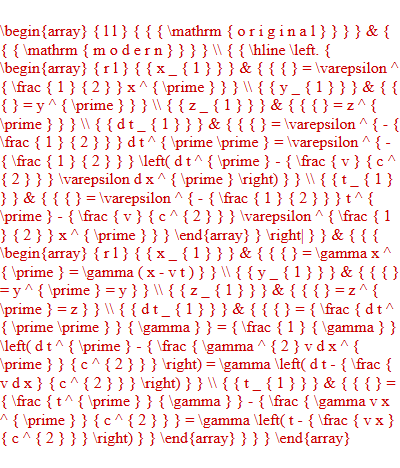 \begin{array} { l l } { { { \mathrm { o r i g i n a l } } } } & {
{ { \mathrm { m o d e r n } } } } \\ { { \hline \left. {
\begin{array} { r l } { { x _ { 1 } } } & { { { } = \varepsilon ^
{ \frac { 1 } { 2 } } x ^ { \prime } } } \\ { { y _ { 1 } } } & { {
{ } = y ^ { \prime } } } \\ { { z _ { 1 } } } & { { { } = z ^ {
\prime } } } \\ { { d t _ { 1 } } } & { { { } = \varepsilon ^ { - {
\frac { 1 } { 2 } } } d t ^ { \prime \prime } = \varepsilon ^ { -
{ \frac { 1 } { 2 } } } \left( d t ^ { \prime } - { \frac { v } { c ^
{ 2 } } } \varepsilon d x ^ { \prime } \right) } } \\ { { t _ { 1 }
} } & { { { } = \varepsilon ^ { - { \frac { 1 } { 2 } } } t ^ {
\prime } - { \frac { v } { c ^ { 2 } } } \varepsilon ^ { \frac { 1
} { 2 } } x ^ { \prime } } } \end{array} } \right| } } & { { {
\begin{array} { r l } { { x _ { 1 } } } & { { { } = \gamma x ^
{ \prime } = \gamma ( x - v t ) } } \\ { { y _ { 1 } } } & { { { }
= y ^ { \prime } = y } } \\ { { z _ { 1 } } } & { { { } = z ^ {
\prime } = z } } \\ { { d t _ { 1 } } } & { { { } = { \frac { d t ^
{ \prime \prime } } { \gamma } } = { \frac { 1 } { \gamma } }
\left( d t ^ { \prime } - { \frac { \gamma ^ { 2 } v d x ^ {
\prime } } { c ^ { 2 } } } \right) = \gamma \left( d t - { \frac {
v d x } { c ^ { 2 } } } \right) } } \\ { { t _ { 1 } } } & { { { } =
{ \frac { t ^ { \prime } } { \gamma } } - { \frac { \gamma v x
^ { \prime } } { c ^ { 2 } } } = \gamma \left( t - { \frac { v x }
{ c ^ { 2 } } } \right) } } \end{array} } } } \end{array}